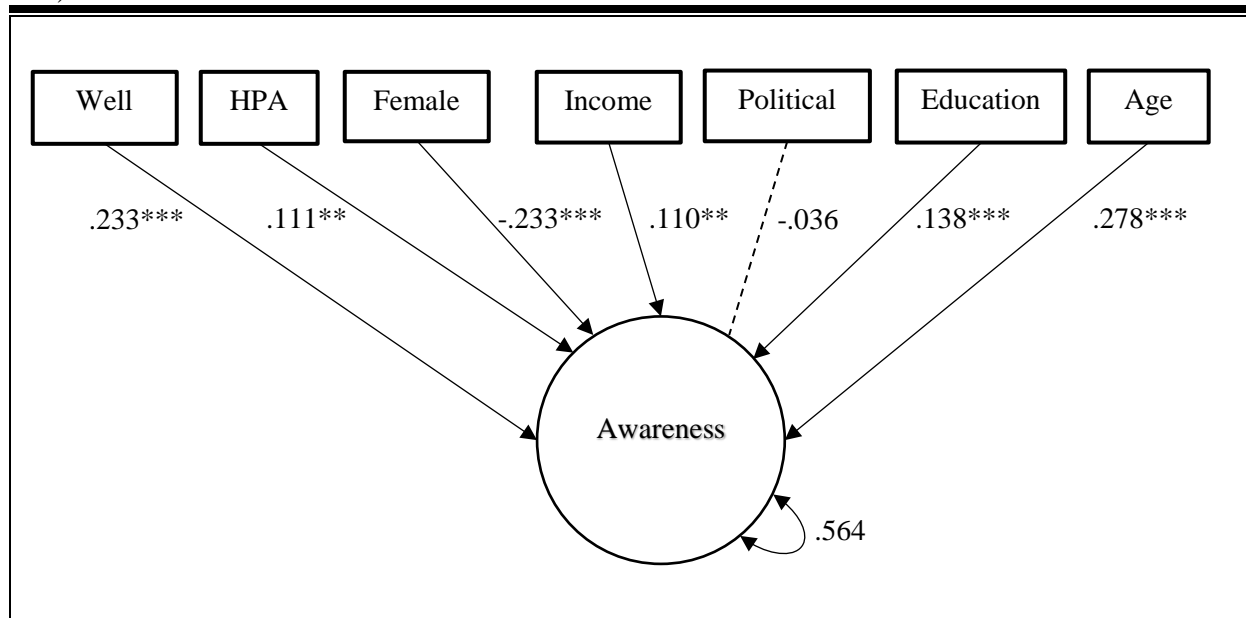 Well HPA Female Income Political Education Age
.233*** .111** -.233*** .110** -.036 .138*** .278***
Awareness
.564